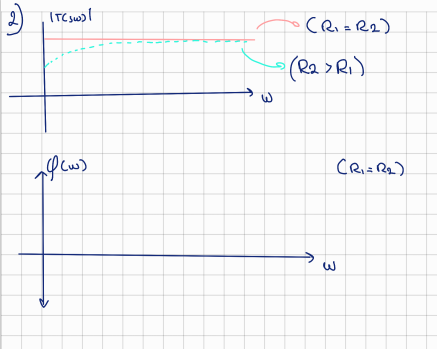 2)
|T(jω)|
(R₁ = R₂)
(R2 > R1)
ω
φ(ω)
(R₁ = R₂)
ω